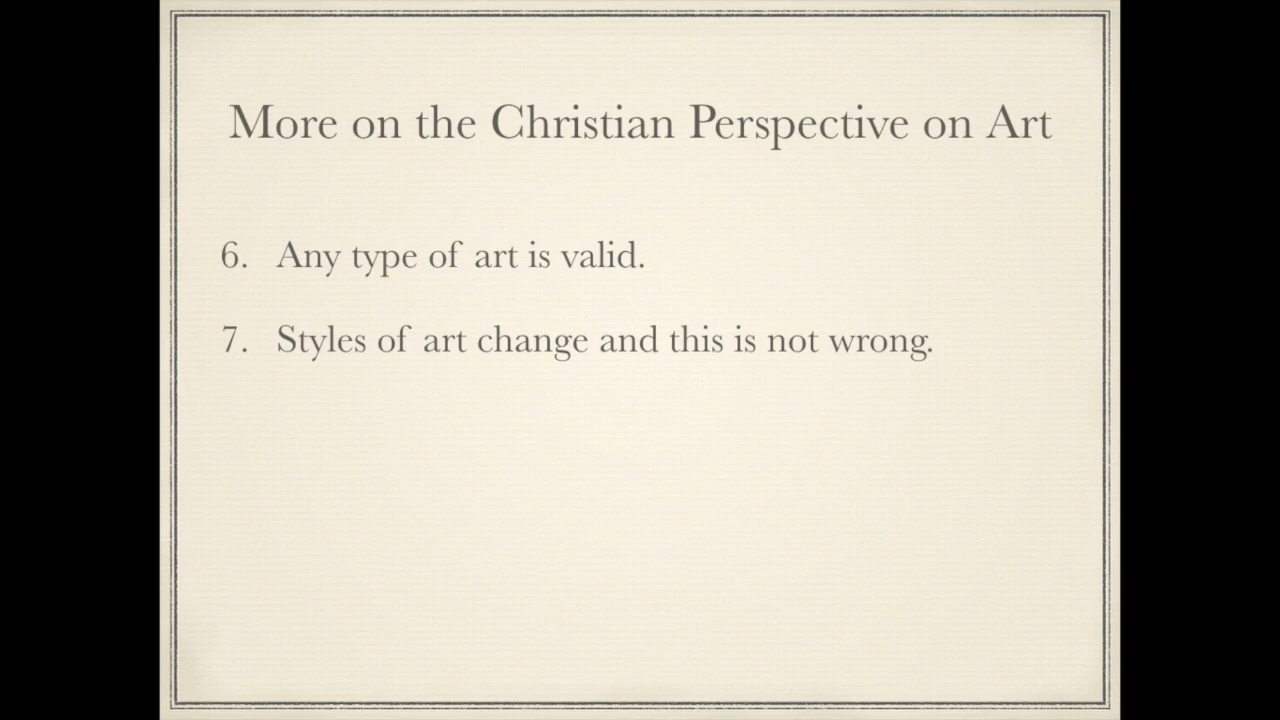 More on the Christian Perspective on Art
6. Any type of art is valid.
7. Styles of art change and this is not wrong.